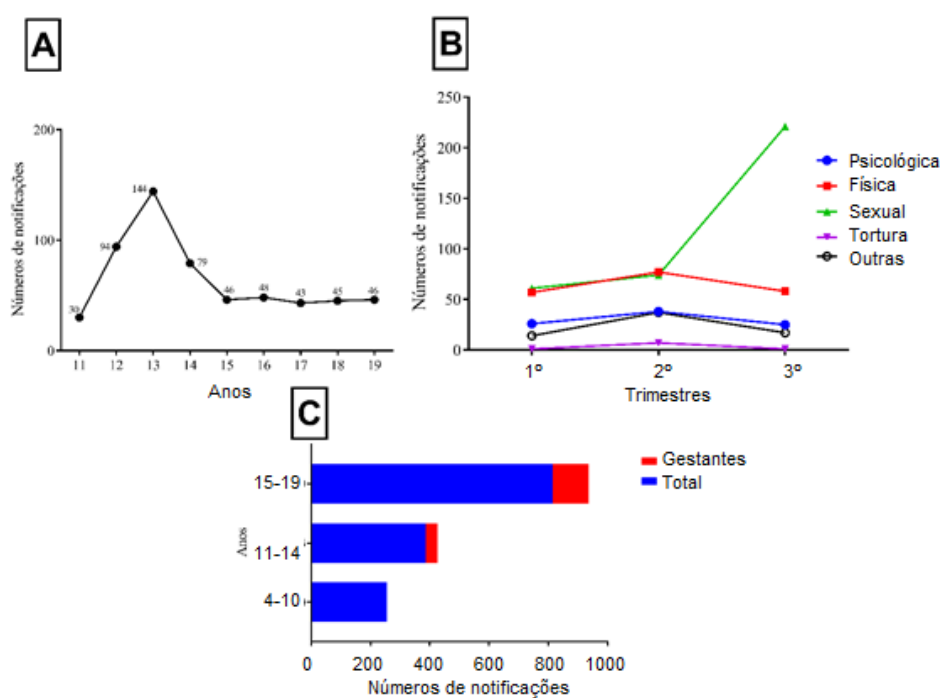 A
Números de notificações
200
100
0
30
94
144
79
46
48
43
45
46
11 12 13 14 15 16 17 18 19
Anos
B
Números de notificações
250
200
150
100
50
0
1º 2º 3º
Trimestres
Psicológica
Física
Sexual
Tortura
Outras
C
Anos
15-19
11-14
4-10
0 200 400 600 800 1000
Números de notificações
Gestantes
Total